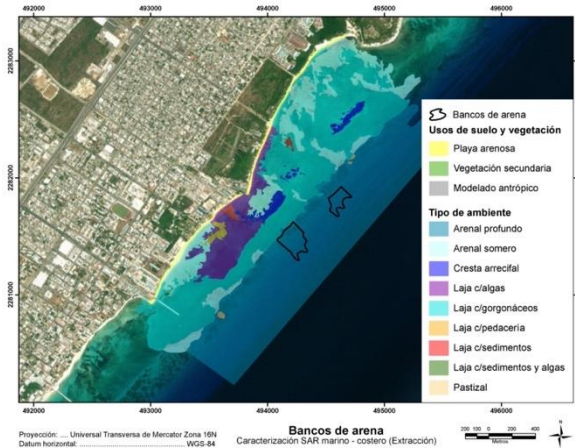 492000 493000 494000 495000 496000
2283000
2282000
2281000
Bancos de arena
Usos de suelo y vegetación
Playa arenosa
Vegetación secundaria
Modelado antrópico
Tipo de ambiente
Arenal profundo
Arenal somero
Cresta arrecifal
Laja c/algas
Laja c/gorgonáceos
Laja c/pedacería
Laja c/sedimentos
Laja c/sedimentos y algas
Pastizal
2283000
2282000
2281000
492000 493000 494000 495000 496000
Proyección: .... Universal Transversa de Mercator Zona 16N
Datum horizontal: ............................ WGS-84
Bancos de arena
Caracterización SAR marino - costero (Extracción)
200 100 0 200 400
Metros